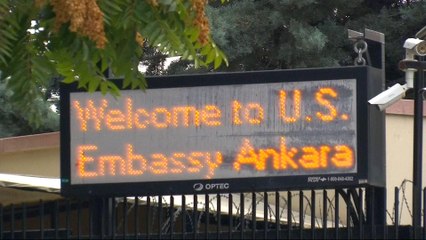 Welcome to U.S.
Embassy Ankara
OPTEC